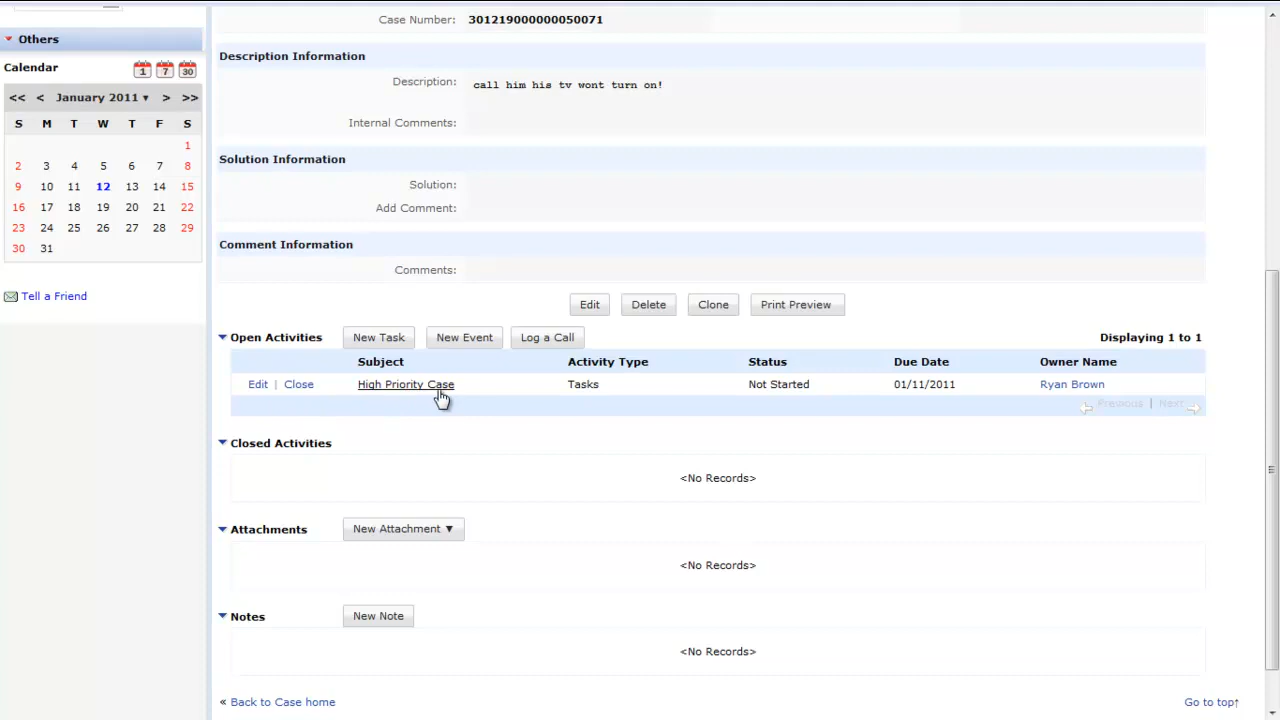 Case Number: 301219000000050071
Others
Calendar 1 7 30
Description Information
Description: call him his tv wont turn on!
<< < January 2011 ▾ > >>
S M T W T F S
1
2 3 4 5 6 7 8
9 10 11 12 13 14 15
16 17 18 19 20 21 22
23 24 25 26 27 28 29
30 31
Internal Comments:
Solution Information
Solution:
Add Comment:
Comment Information
Comments:
Tell a Friend
Edit Delete Clone Print Preview
Open Activities New Task New Event Log a Call Displaying 1 to 1
Subject Activity Type Status Due Date Owner Name
Edit | Close High Priority Case Tasks Not Started 01/11/2011 Ryan Brown
Previous | Next
Closed Activities
<No Records>
Attachments New Attachment ▼
<No Records>
Notes New Note
<No Records>
« Back to Case home Go to top↑